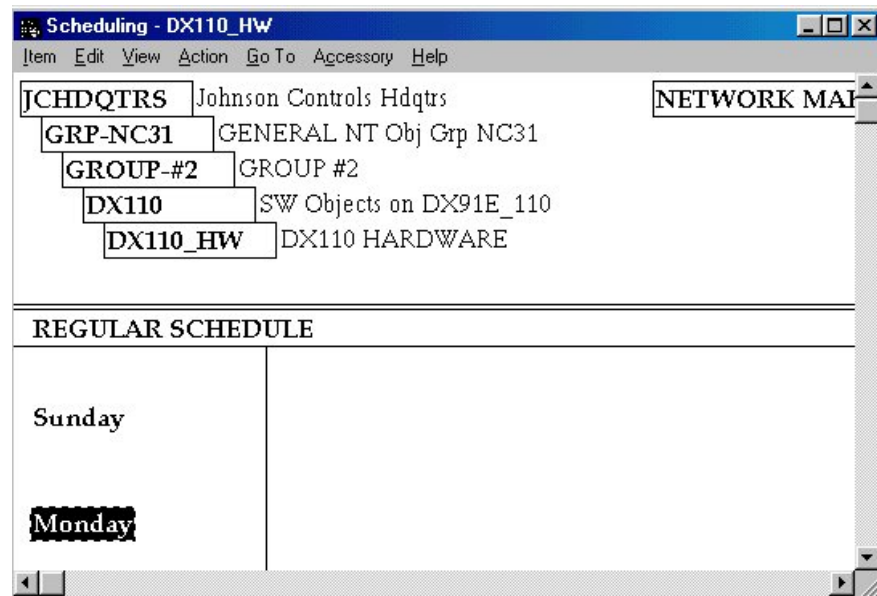 Scheduling - DX110_HW
Item Edit View Action Go To Accessory Help
JCHDQTRS Johnson Controls Hdqtrs NETWORK MAP
GRP-NC31 GENERAL NT Obj Grp NC31
GROUP-#2 GROUP #2
DX110 SW Objects on DX91E_110
DX110_HW DX110 HARDWARE
REGULAR SCHEDULE
Sunday
Monday